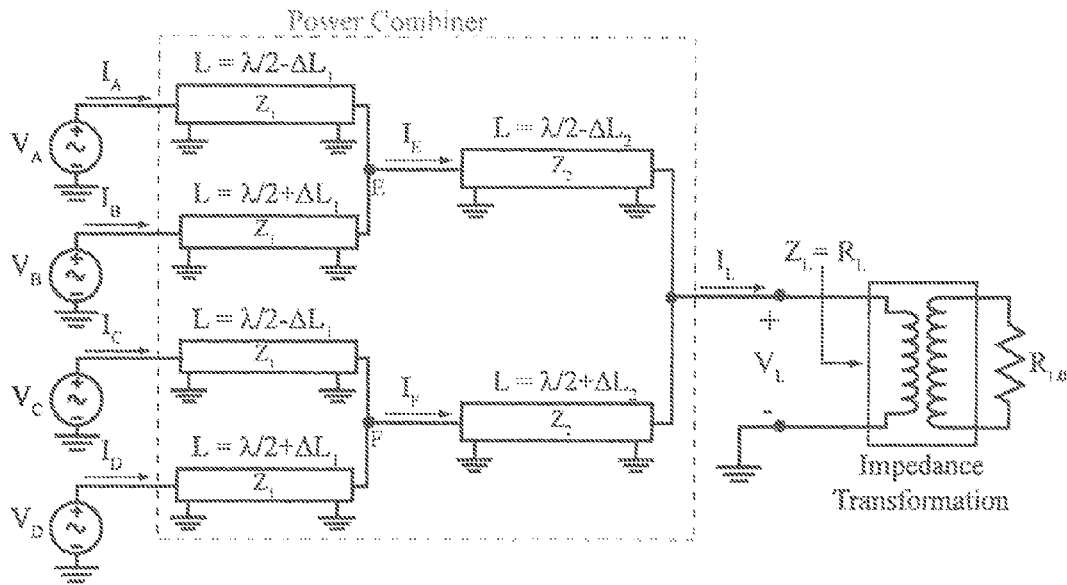 Power Combiner
L = λ/2-ΔL₁
I_A
Z₁
V_A
L = λ/2-ΔL₂
I_E
Z₂
E
L = λ/2+ΔL₁
I_B
Z₁
V_B
I_L
Z_L = R_L
L = λ/2-ΔL₁
I_C
Z₁
V_C
+
V_L
-
L = λ/2+ΔL₂
I_F
Z₂
F
L = λ/2+ΔL₁
I_D
Z₁
V_D
Impedance
Transformation